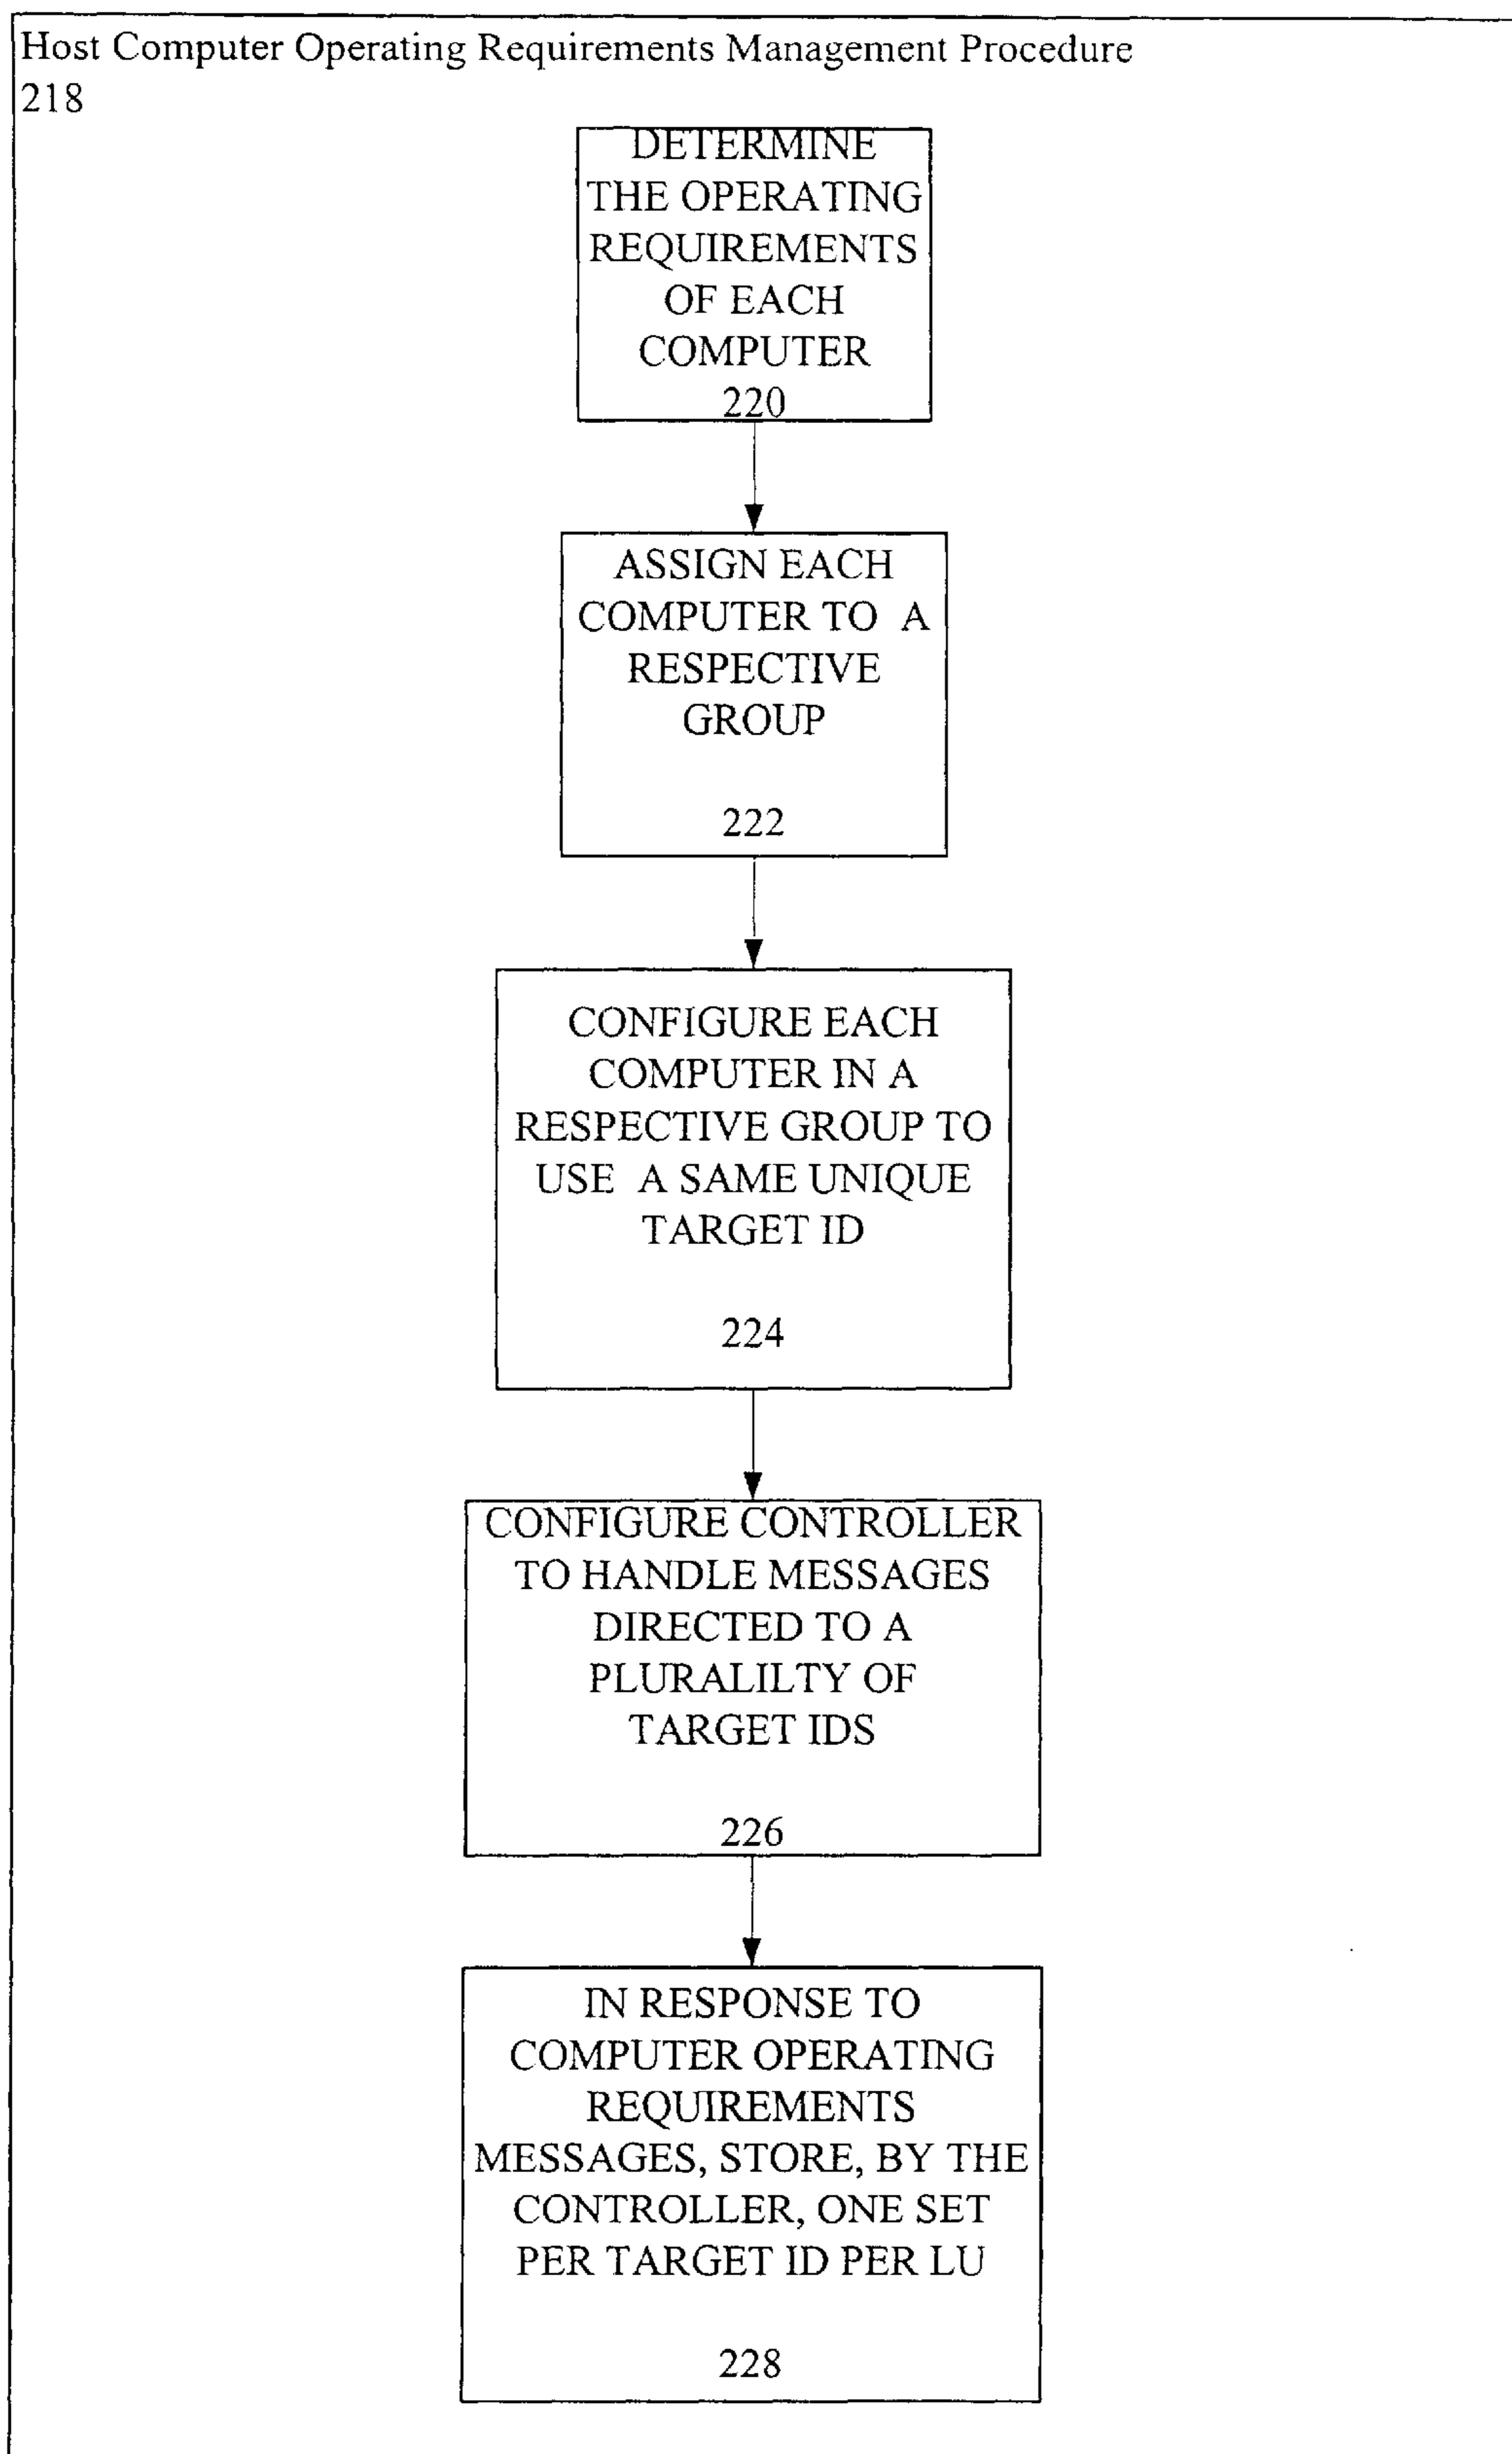 Host Computer Operating Requirements Management Procedure
218
DETERMINE
THE OPERATING
REQUIREMENTS
OF EACH
COMPUTER
220
ASSIGN EACH
COMPUTER TO A
RESPECTIVE
GROUP
222
CONFIGURE EACH
COMPUTER IN A
RESPECTIVE GROUP TO
USE A SAME UNIQUE
TARGET ID
224
CONFIGURE CONTROLLER
TO HANDLE MESSAGES
DIRECTED TO A
PLURALILTY OF
TARGET IDS
226
IN RESPONSE TO
COMPUTER OPERATING
REQUIREMENTS
MESSAGES, STORE, BY THE
CONTROLLER, ONE SET
PER TARGET ID PER LU
228